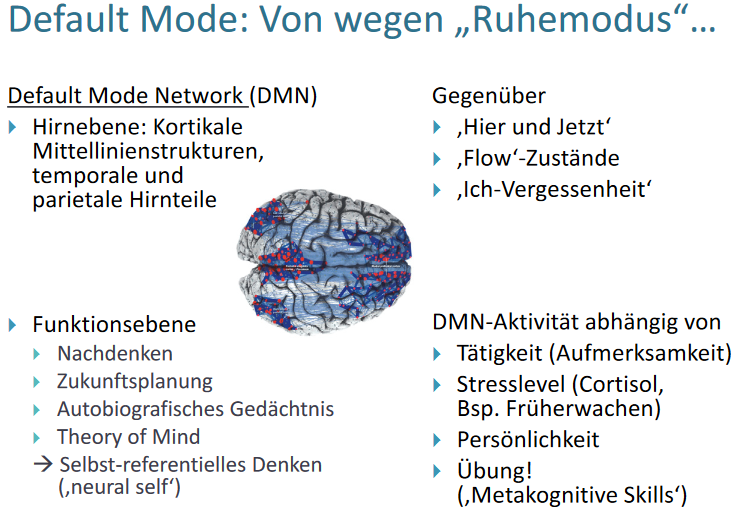 Default Mode: Von wegen „Ruhemodus“…
Default Mode Network (DMN)
Hirnebene: Kortikale
Mittellinienstrukturen,
temporale und
parietale Hirnteile
Funktionsebene
Nachdenken
Zukunftsplanung
Autobiografisches Gedächtnis
Theory of Mind
→ Selbst-referentielles Denken
(‚neural self‘)
Gegenüber
‚Hier und Jetzt‘
‚Flow‘-Zustände
‚Ich-Vergessenheit‘
DMN-Aktivität abhängig von
Tätigkeit (Aufmerksamkeit)
Stresslevel (Cortisol,
Bsp. Früherwachen)
Persönlichkeit
Übung!
(‚Metakognitive Skills‘)